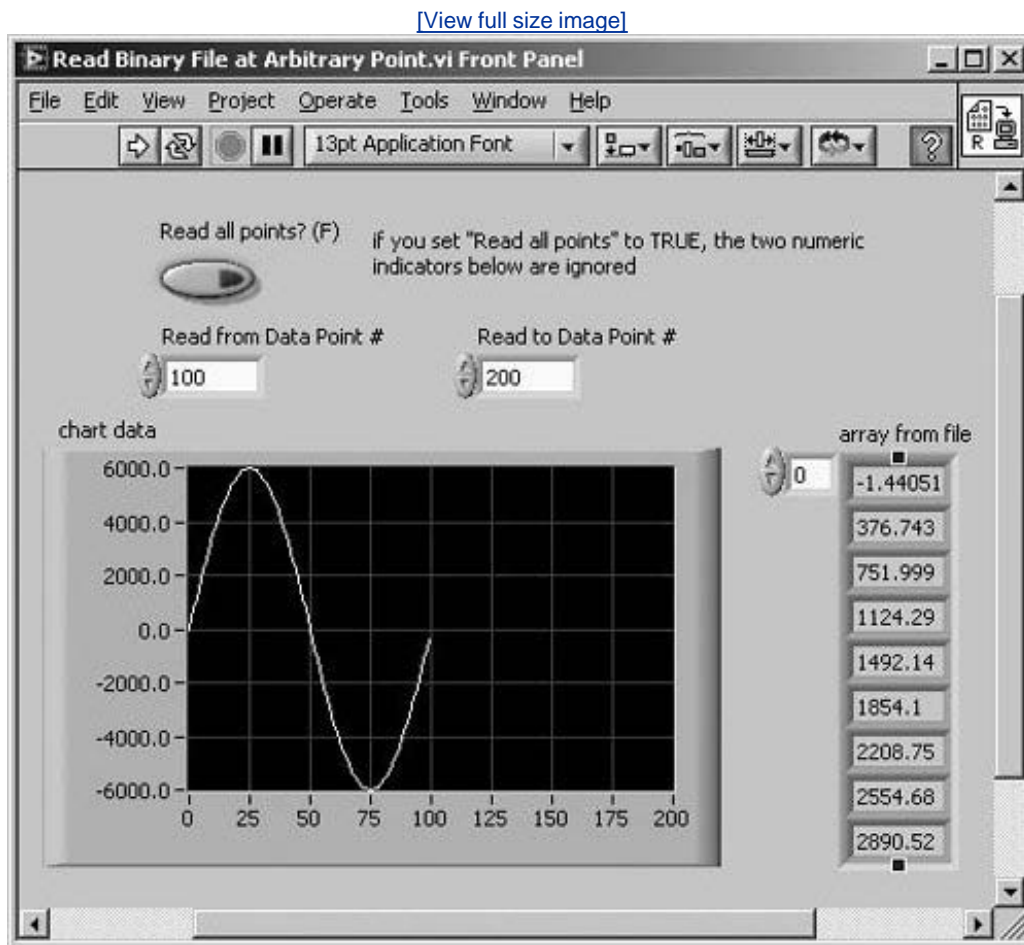 [View full size image]
Read Binary File at Arbitrary Point.vi Front Panel
File Edit View Project Operate Tools Window Help
13pt Application Font
?
R
Read all points? (F)
if you set "Read all points" to TRUE, the two numeric
indicators below are ignored
Read from Data Point #
Read to Data Point #
100
200
chart data
6000.0
4000.0
2000.0
0.0
-2000.0
-4000.0
-6000.0
0 25 50 75 100 125 150 175 200
array from file
0
-1.44051
376.743
751.999
1124.29
1492.14
1854.1
2208.75
2554.68
2890.52